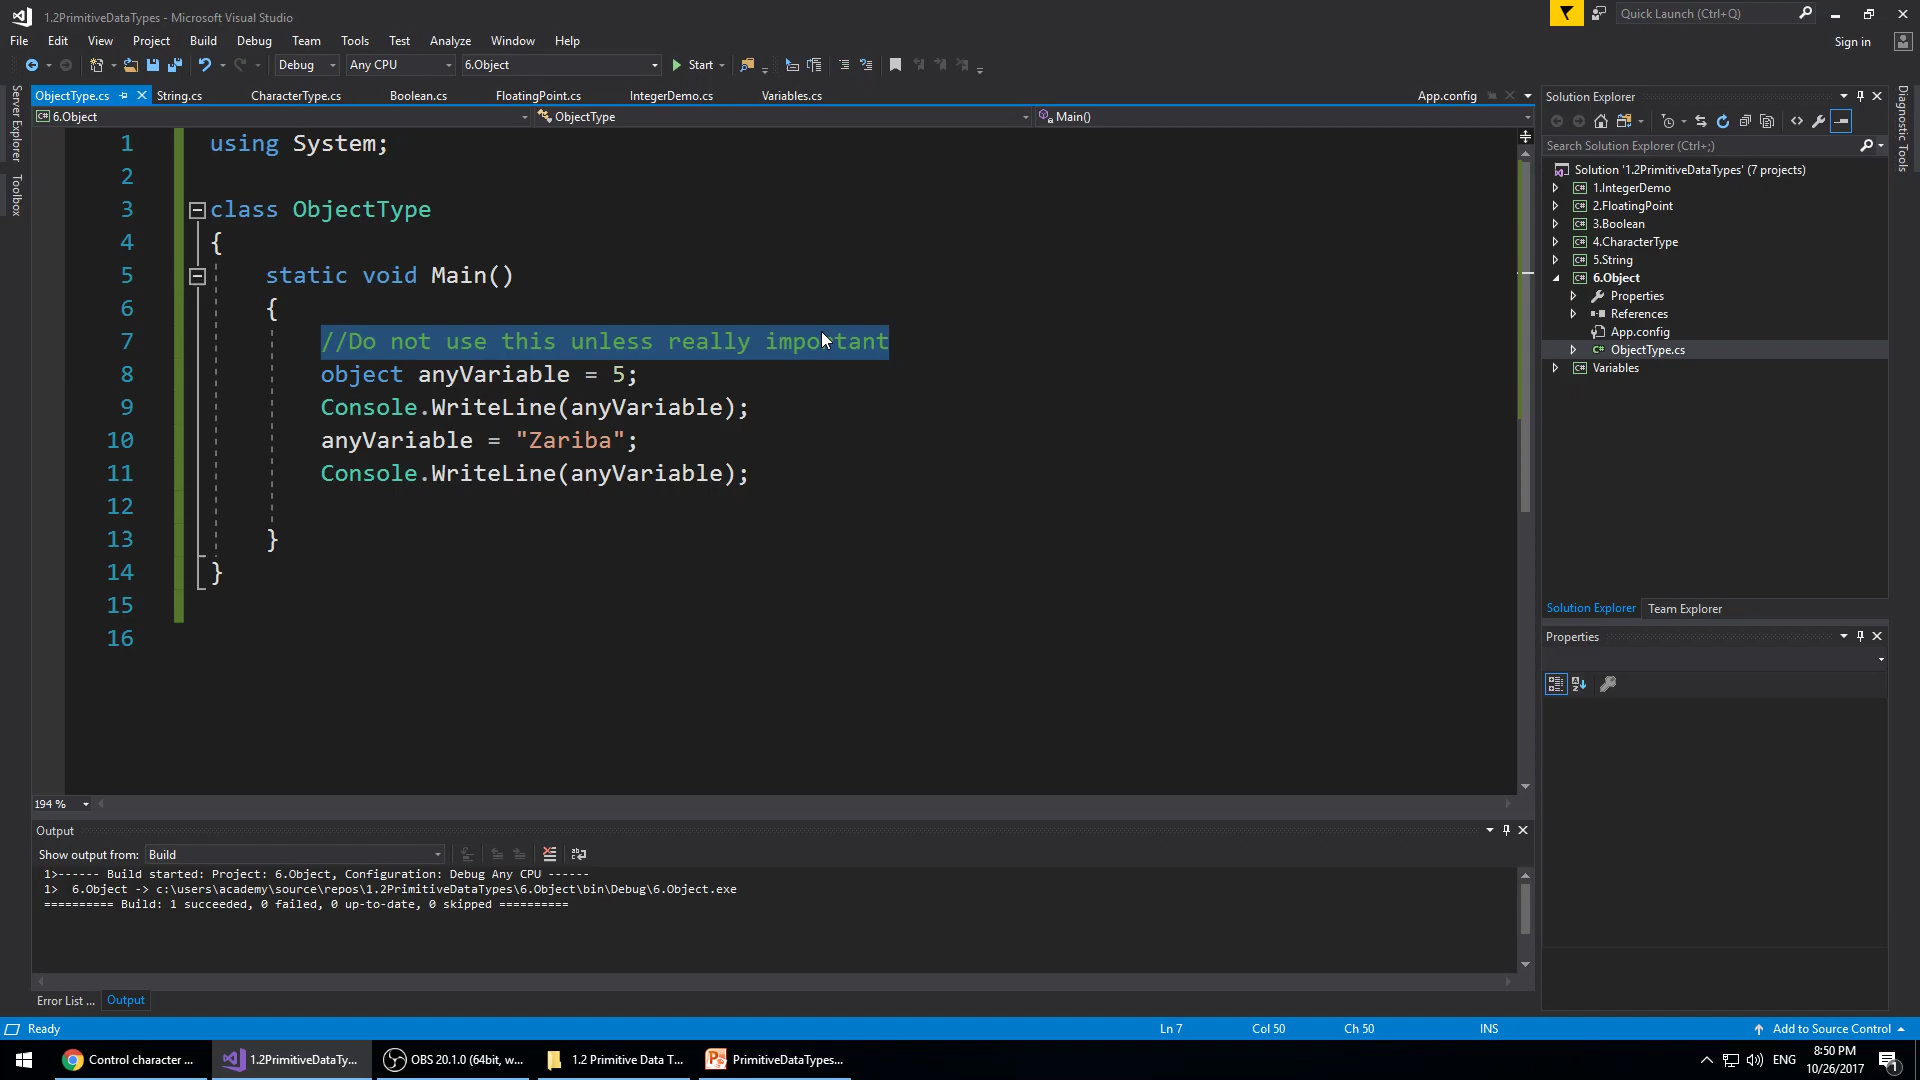 1.2PrimitiveDataTypes - Microsoft Visual Studio
Quick Launch (Ctrl+Q)
File Edit View Project Build Debug Team Tools Test Analyze Window Help
Sign in
Debug Any CPU 6.Object Start
ObjectType.cs String.cs CharacterType.cs Boolean.cs FloatingPoint.cs IntegerDemo.cs Variables.cs App.config
6.Object ObjectType Main()
Server Explorer
Toolbox
1 using System;
2
3 class ObjectType
4 {
5 static void Main()
6 {
7 //Do not use this unless really important
8 object anyVariable = 5;
9 Console.WriteLine(anyVariable);
10 anyVariable = "Zariba";
11 Console.WriteLine(anyVariable);
12
13 }
14 }
15
16
194 %
Solution Explorer
Search Solution Explorer (Ctrl+;)
Solution '1.2PrimitiveDataTypes' (7 projects)
1.IntegerDemo
2.FloatingPoint
3.Boolean
4.CharacterType
5.String
6.Object
Properties
References
App.config
ObjectType.cs
Variables
Solution Explorer Team Explorer
Properties
Diagnostic Tools
Output
Show output from: Build
1>------ Build started: Project: 6.Object, Configuration: Debug Any CPU ------
1> 6.Object -> c:\users\academy\source\repos\1.2PrimitiveDataTypes\6.Object\bin\Debug\6.Object.exe
========== Build: 1 succeeded, 0 failed, 0 up-to-date, 0 skipped ==========
Error List ... Output
Ready Ln 7 Col 50 Ch 50 INS Add to Source Control
Control character ... 1.2PrimitiveDataTy... OBS 20.1.0 (64bit, w... 1.2 Primitive Data T... PrimitiveDataTypes... ENG 8:50 PM
10/26/2017 1